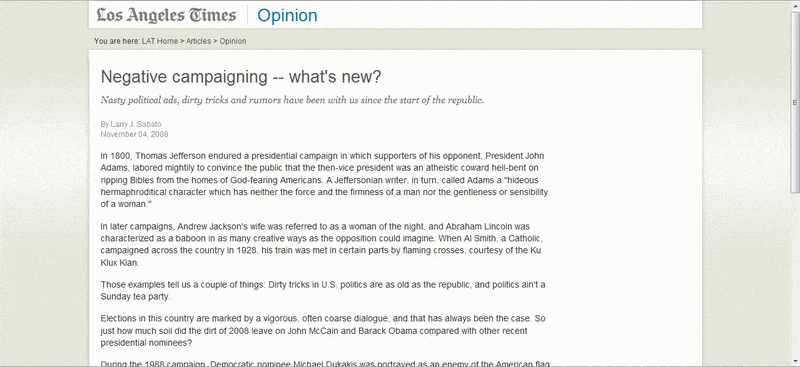 Los Angeles Times Opinion
You are here: LAT Home > Articles > Opinion
Negative campaigning -- what's new?
Nasty political ads, dirty tricks and rumors have been with us since the start of the republic.
By Larry J. Sabato
November 04, 2008
In 1800, Thomas Jefferson endured a presidential campaign in which supporters of his opponent, President John
Adams, labored mightily to convince the public that the then-vice president was an atheistic coward hell-bent on
ripping Bibles from the homes of God-fearing Americans. A Jeffersonian writer, in turn, called Adams a "hideous
hermaphroditical character which has neither the force and the firmness of a man nor the gentleness or sensibility
of a woman."
In later campaigns, Andrew Jackson's wife was referred to as a woman of the night, and Abraham Lincoln was
characterized as a baboon in as many creative ways as the opposition could imagine. When Al Smith, a Catholic,
campaigned across the country in 1928, his train was met in certain parts by flaming crosses, courtesy of the Ku
Klux Klan.
Those examples tell us a couple of things: Dirty tricks in U.S. politics are as old as the republic, and politics ain't a
Sunday tea party.
Elections in this country are marked by a vigorous, often coarse dialogue, and that has always been the case. So
just how much soil did the dirt of 2008 leave on John McCain and Barack Obama compared with other recent
presidential nominees?
During the 1988 campaign, Democratic nominee Michael Dukakis was portrayed as an enemy of the American flag